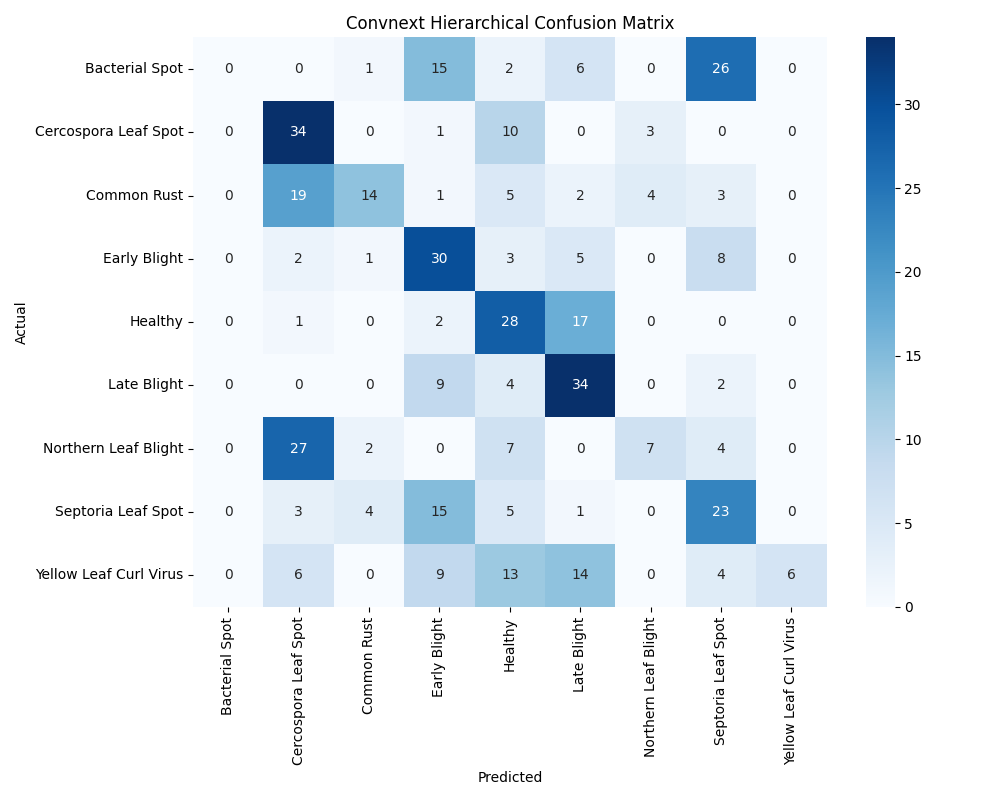 Convnext Hierarchical Confusion Matrix
Actual
Bacterial Spot 0 0 1 15 2 6 0 26 0
Cercospora Leaf Spot 0 34 0 1 10 0 3 0 0
Common Rust 0 19 14 1 5 2 4 3 0
Early Blight 0 2 1 30 3 5 0 8 0
Healthy 0 1 0 2 28 17 0 0 0
Late Blight 0 0 0 9 4 34 0 2 0
Northern Leaf Blight 0 27 2 0 7 0 7 4 0
Septoria Leaf Spot 0 3 4 15 5 1 0 23 0
Yellow Leaf Curl Virus 0 6 0 9 13 14 0 4 6
Bacterial Spot
Cercospora Leaf Spot
Common Rust
Early Blight
Healthy
Late Blight
Northern Leaf Blight
Septoria Leaf Spot
Yellow Leaf Curl Virus
Predicted
30
25
20
15
10
5
0